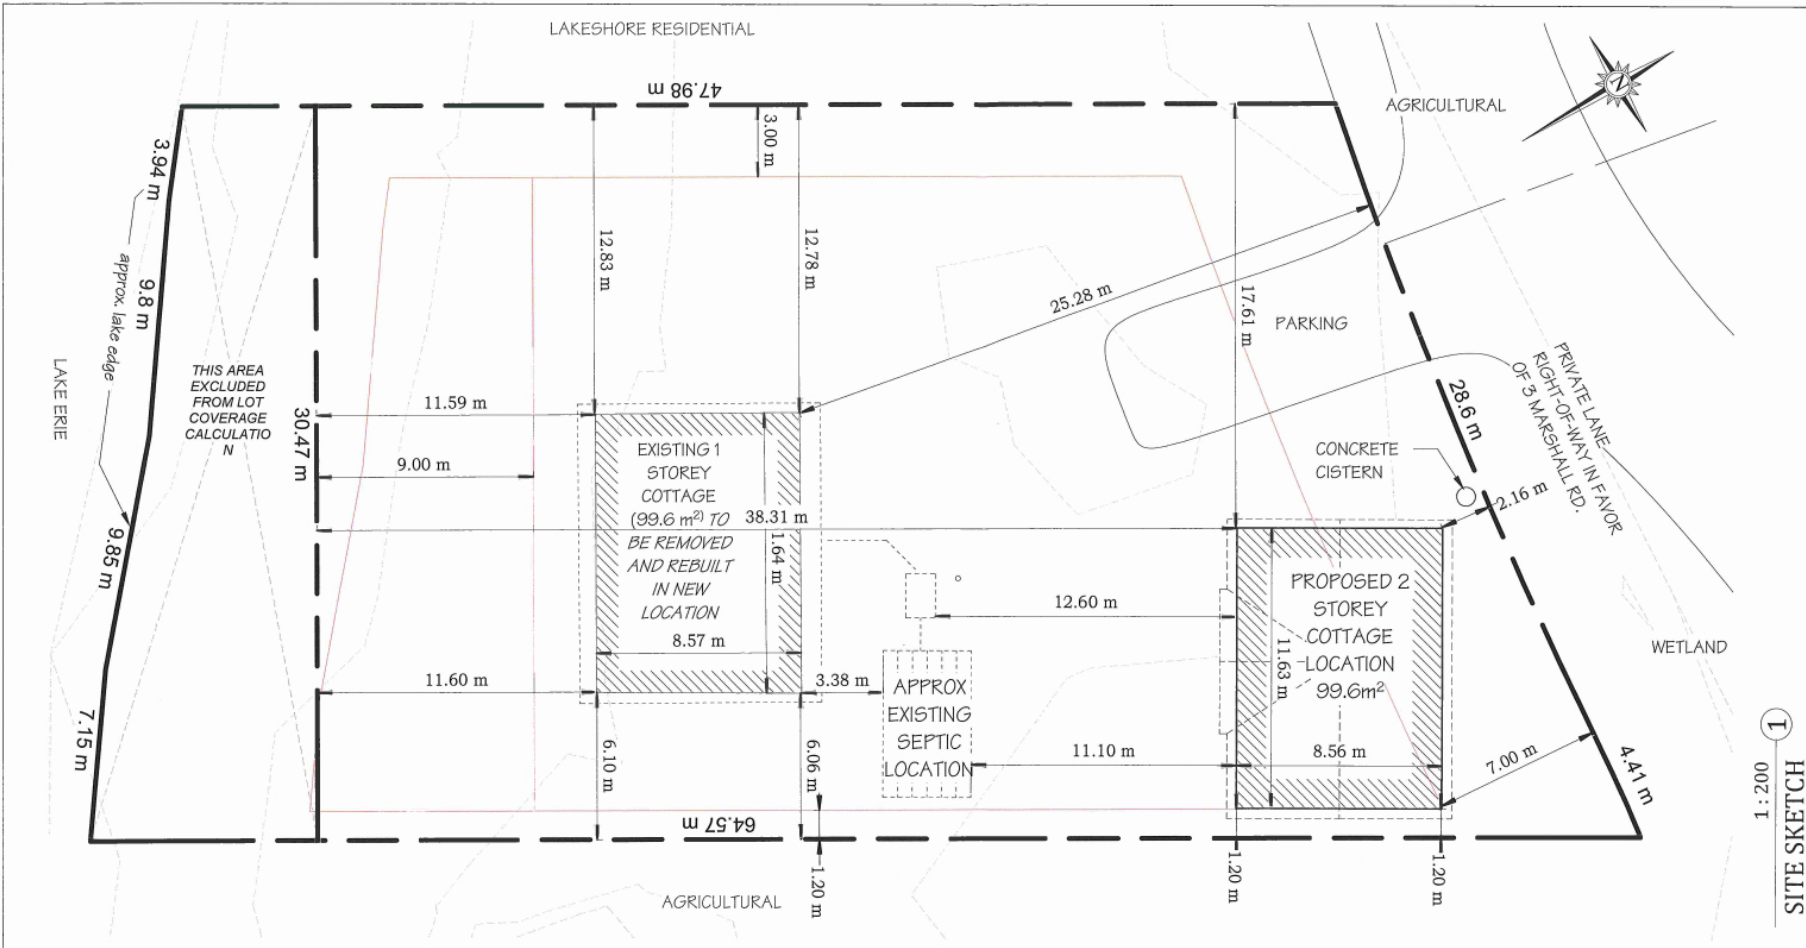 LAKESHORE RESIDENTIAL
47.98 m
AGRICULTURAL
N
3.00 m
3.94 m
12.83 m
12.78 m
25.28 m
17.61 m
PARKING
9.8 m
approx. lake edge
LAKE ERIE
THIS AREA
EXCLUDED
FROM LOT
COVERAGE
CALCULATIO
N
30.47 m
11.59 m
9.00 m
EXISTING 1
STOREY
COTTAGE
(99.6 m²) TO
BE REMOVED
AND REBUILT
IN NEW
LOCATION
38.31 m
1.64 m
8.57 m
28.6 m
PRIVATE LANE
RIGHT-OF-WAY IN FAVOR
OF 3 MARSHALL RD.
CONCRETE
CISTERN
2.16 m
9.85 m
12.60 m
PROPOSED 2
STOREY
COTTAGE
LOCATION
99.6m²
11.63 m
WETLAND
11.60 m
3.38 m
APPROX
EXISTING
SEPTIC
LOCATION
7.15 m
6.10 m
6.06 m
11.10 m
8.56 m
7.00 m
4.41 m
64.57 m
1.20 m
1.20 m
1.20 m
AGRICULTURAL
1
SITE SKETCH
1 : 200